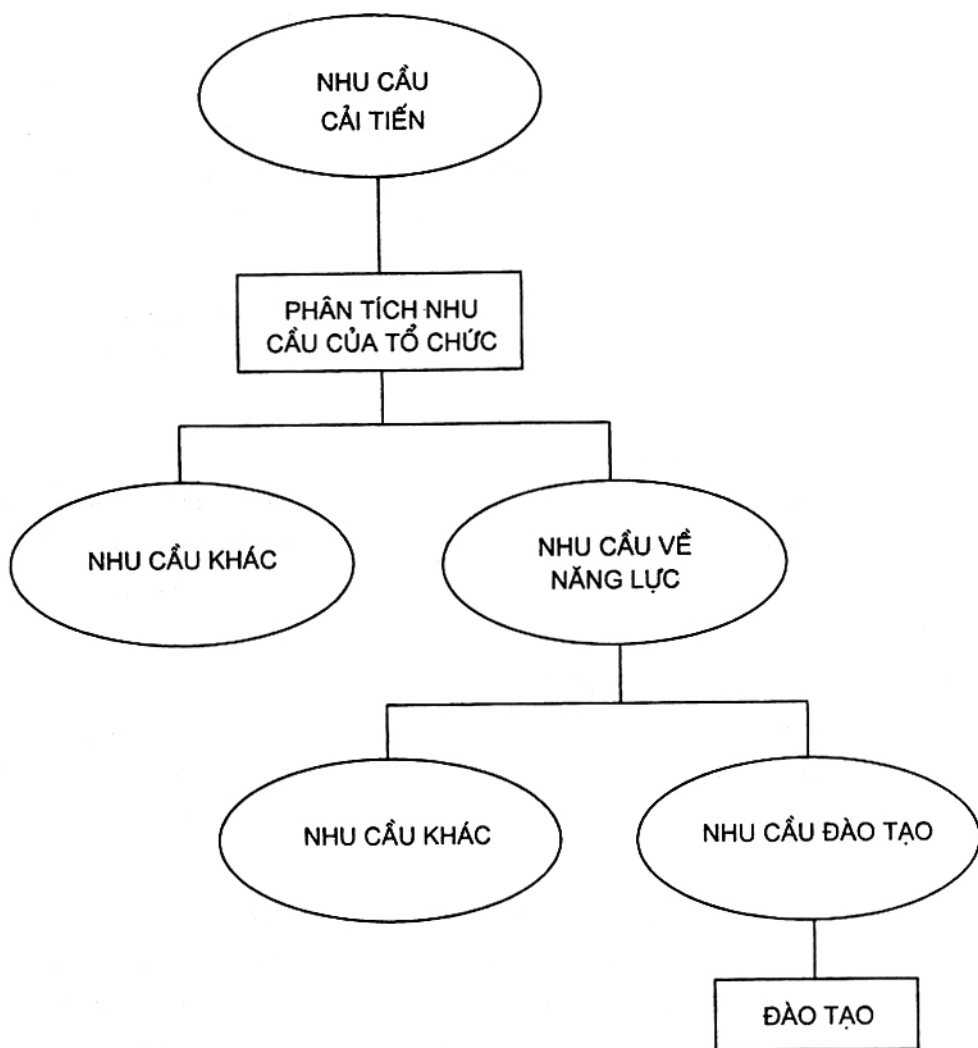 NHU CẦU
CẢI TIẾN
PHÂN TÍCH NHU
CẦU CỦA TỔ CHỨC
NHU CẦU KHÁC
NHU CẦU VỀ
NĂNG LỰC
NHU CẦU KHÁC
NHU CẦU ĐÀO TẠO
ĐÀO TẠO